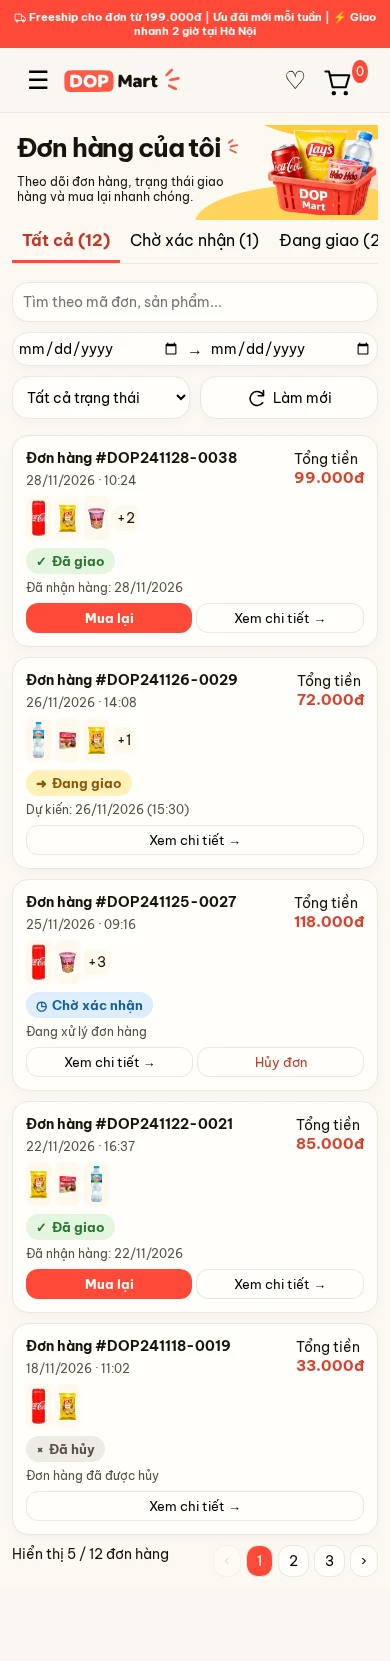 Freeship cho đơn từ 199.000đ | Ưu đãi mới mỗi tuần | ⚡ Giao
nhanh 2 giờ tại Hà Nội
DOP Mart
0
Đơn hàng của tôi
Theo dõi đơn hàng, trạng thái giao
hàng và mua lại nhanh chóng.
Coca-Cola
Lay's
Hảo Hảo
DOP
Mart
Tất cả (12) Chờ xác nhận (1) Đang giao (2
Tìm theo mã đơn, sản phẩm...
mm/dd/yyyy → mm/dd/yyyy
Tất cả trạng thái Làm mới
Đơn hàng #DOP241128-0038 Tổng tiền
28/11/2026 · 10:24 99.000đ
+2
✓ Đã giao
Đã nhận hàng: 28/11/2026
Mua lại Xem chi tiết →
Đơn hàng #DOP241126-0029 Tổng tiền
26/11/2026 · 14:08 72.000đ
+1
➜ Đang giao
Dự kiến: 26/11/2026 (15:30)
Xem chi tiết →
Đơn hàng #DOP241125-0027 Tổng tiền
25/11/2026 · 09:16 118.000đ
+3
◷ Chờ xác nhận
Đang xử lý đơn hàng
Xem chi tiết → Hủy đơn
Đơn hàng #DOP241122-0021 Tổng tiền
22/11/2026 · 16:37 85.000đ
✓ Đã giao
Đã nhận hàng: 22/11/2026
Mua lại Xem chi tiết →
Đơn hàng #DOP241118-0019 Tổng tiền
18/11/2026 · 11:02 33.000đ
× Đã hủy
Đơn hàng đã được hủy
Xem chi tiết →
Hiển thị 5 / 12 đơn hàng ‹ 1 2 3 ›